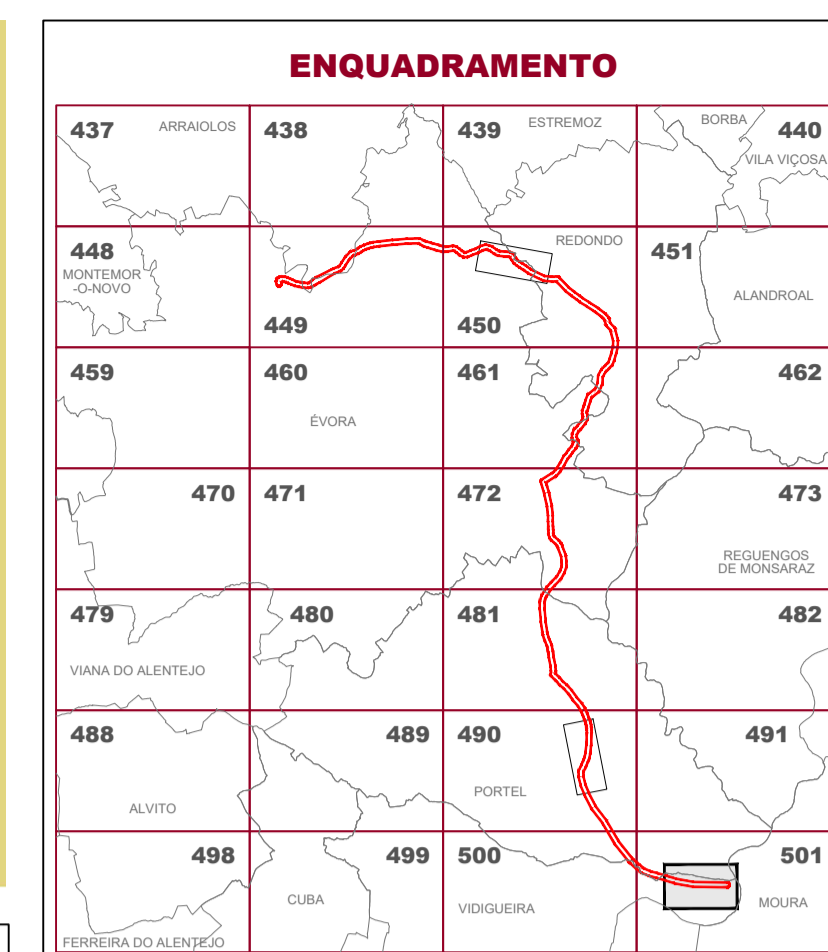 ENQUADRAMENTO
437 ARRAIOLOS 438 439 ESTREMOZ BORBA 440
VILA VIÇOSA
448 REDONDO 451
MONTEMOR
-O-NOVO
ALANDROAL
449 450
459 460 461 462
ÉVORA
470 471 472 473
REGUENGOS
DE MONSARAZ
479 480 481 482
VIANA DO ALENTEJO
488 489 490 491
PORTEL
ALVITO
498 499 500 501
CUBA VIDIGUEIRA MOURA
FERREIRA DO ALENTEJO